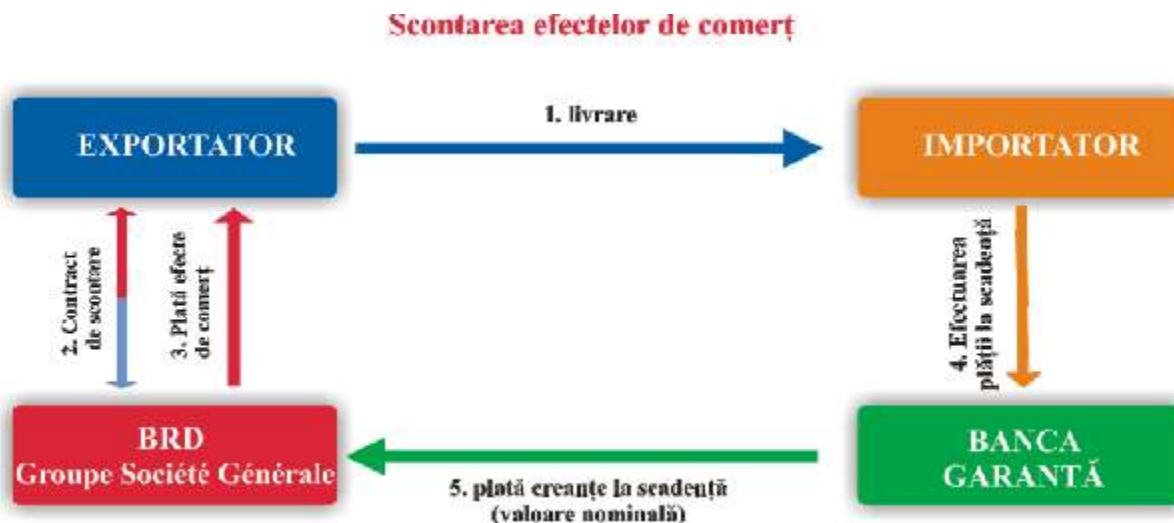 Scontarea efectelor de comerț
EXPORTATOR
1. livrare
IMPORTATOR
2. Contract
de scontare
3. Plată efecte
de comerț
4. Efectuarea
plății la scadență
BRD
Groupe Société Générale
BANCA
GARANTĂ
5. plată creanțe la scadență
(valoare nominală)